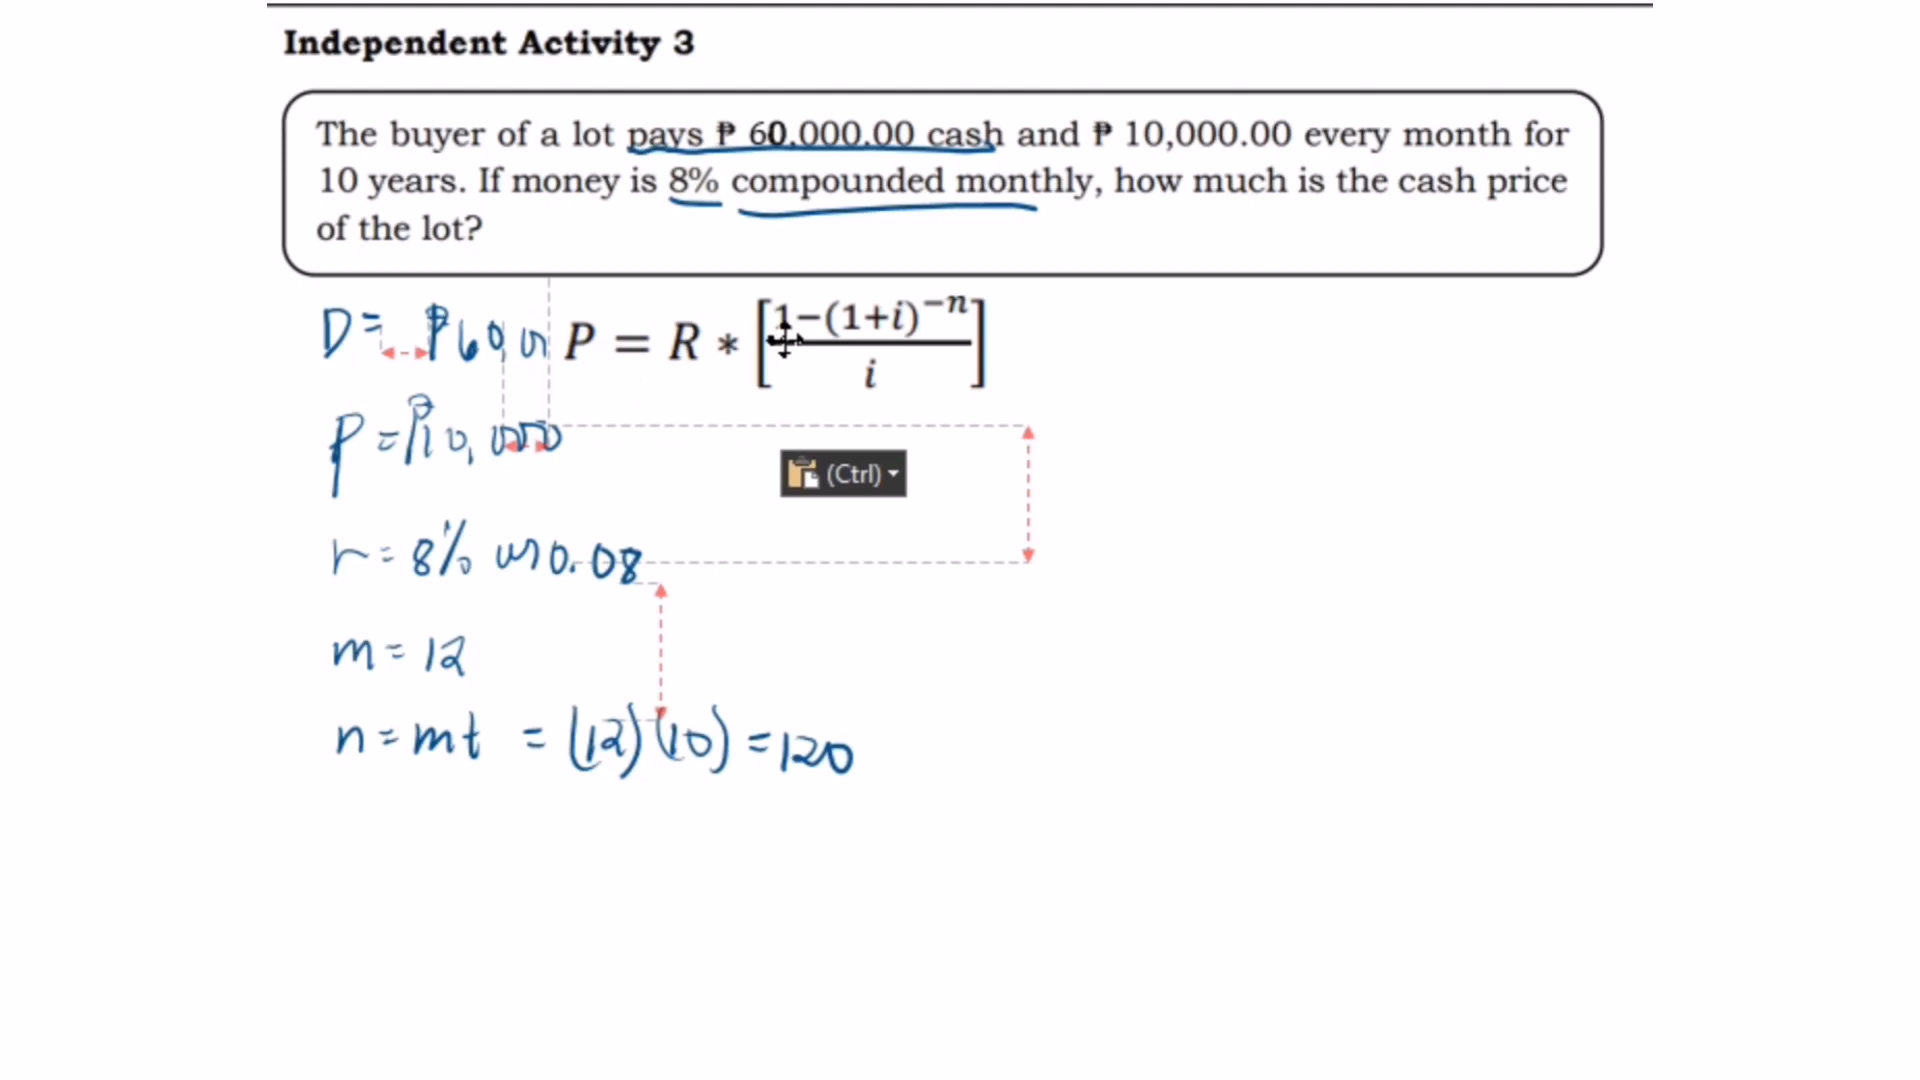 Independent Activity 3
The buyer of a lot pays ₱ 60,000.00 cash and ₱ 10,000.00 every month for
10 years. If money is 8% compounded monthly, how much is the cash price
of the lot?
D = ₱60,0 P = R * [1−(1+i)^−n / i]
P = ₱10,000
(Ctrl)
r = 8% or 0.08
m = 12
n = mt = (12)(10) = 120